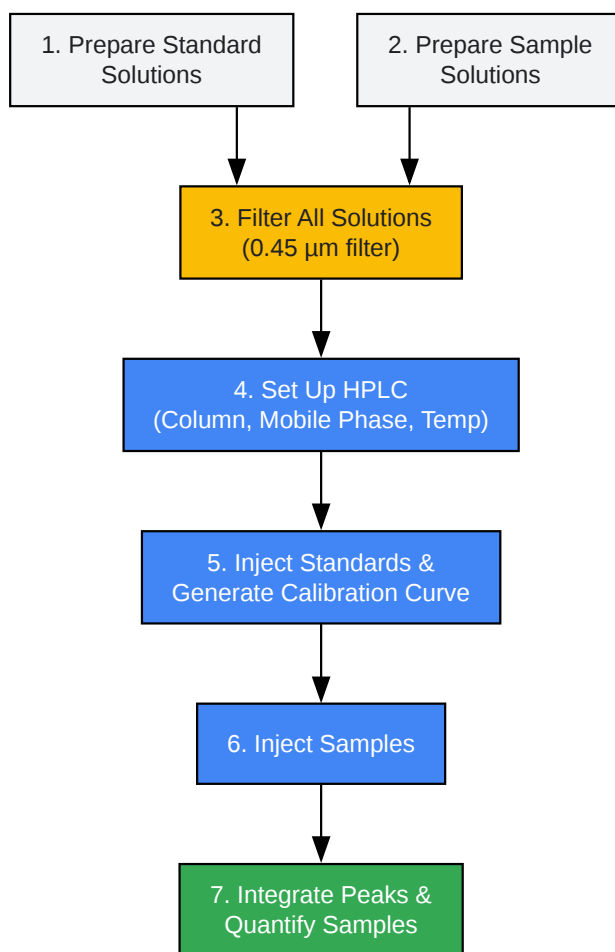 1. Prepare Standard
Solutions
2. Prepare Sample
Solutions
3. Filter All Solutions
(0.45 µm filter)
4. Set Up HPLC
(Column, Mobile Phase, Temp)
5. Inject Standards &
Generate Calibration Curve
6. Inject Samples
7. Integrate Peaks &
Quantify Samples